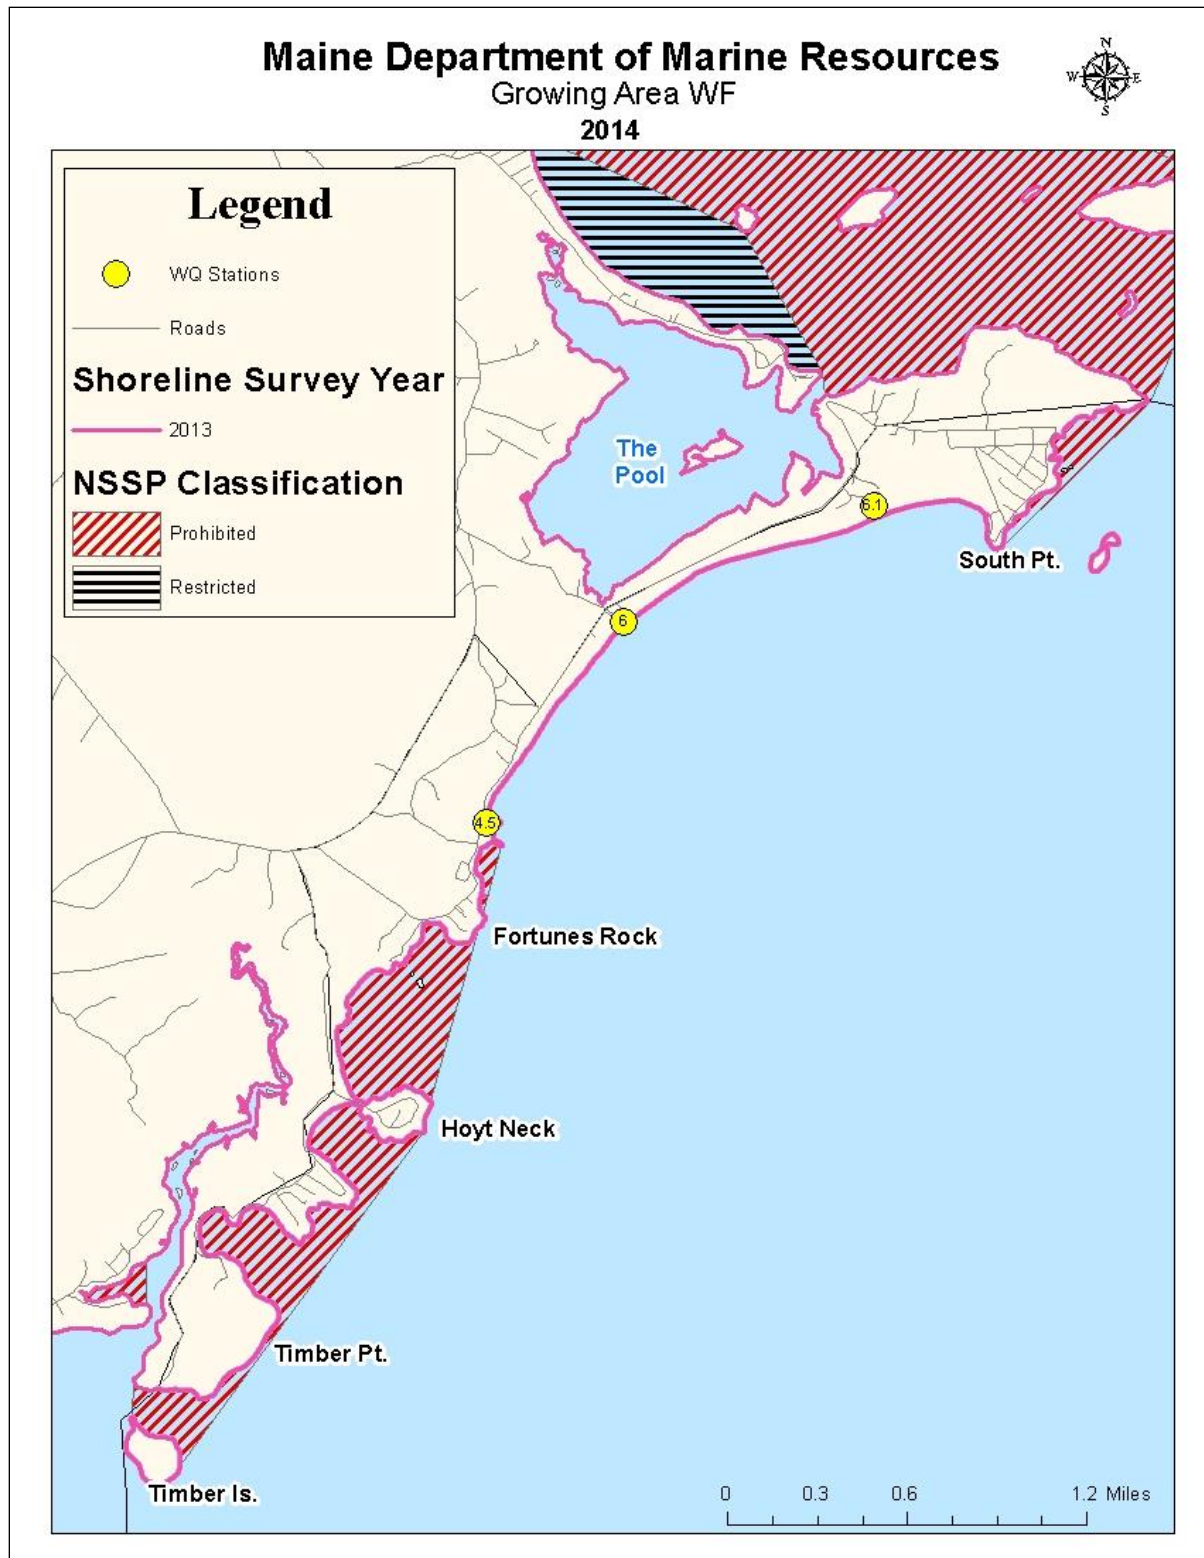 Maine Department of Marine Resources
Growing Area WF
2014
N
W
E
S
Legend
WQ Stations
Roads
Shoreline Survey Year
2013
NSSP Classification
Prohibited
Restricted
The
Pool
6.1
South Pt.
6
4.5
Fortunes Rock
Hoyt Neck
Timber Pt.
Timber Is.
0 0.3 0.6 1.2 Miles